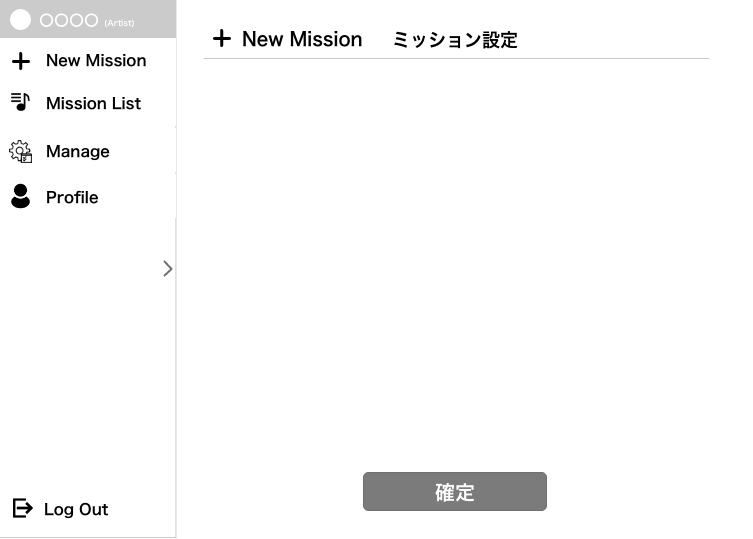 ○○○○ (Artist)
New Mission
Mission List
Manage
Profile
Log Out
New Mission ミッション設定
確定